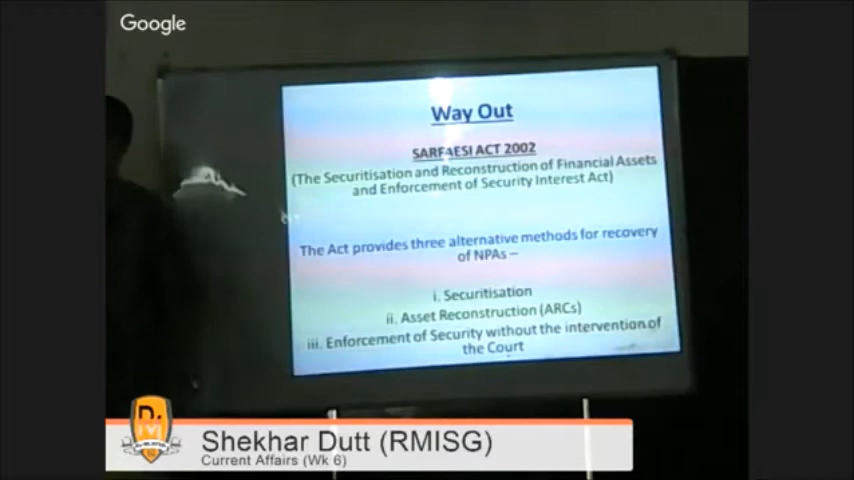 Google
Way Out
SARFAESI ACT 2002
(The Securitisation and Reconstruction of Financial Assets
and Enforcement of Security Interest Act)
The Act provides three alternative methods for recovery
of NPAs –
i. Securitisation
ii. Asset Reconstruction (ARCs)
iii. Enforcement of Security without the intervention of
the Court
Shekhar Dutt (RMISG)
Current Affairs (Wk 6)